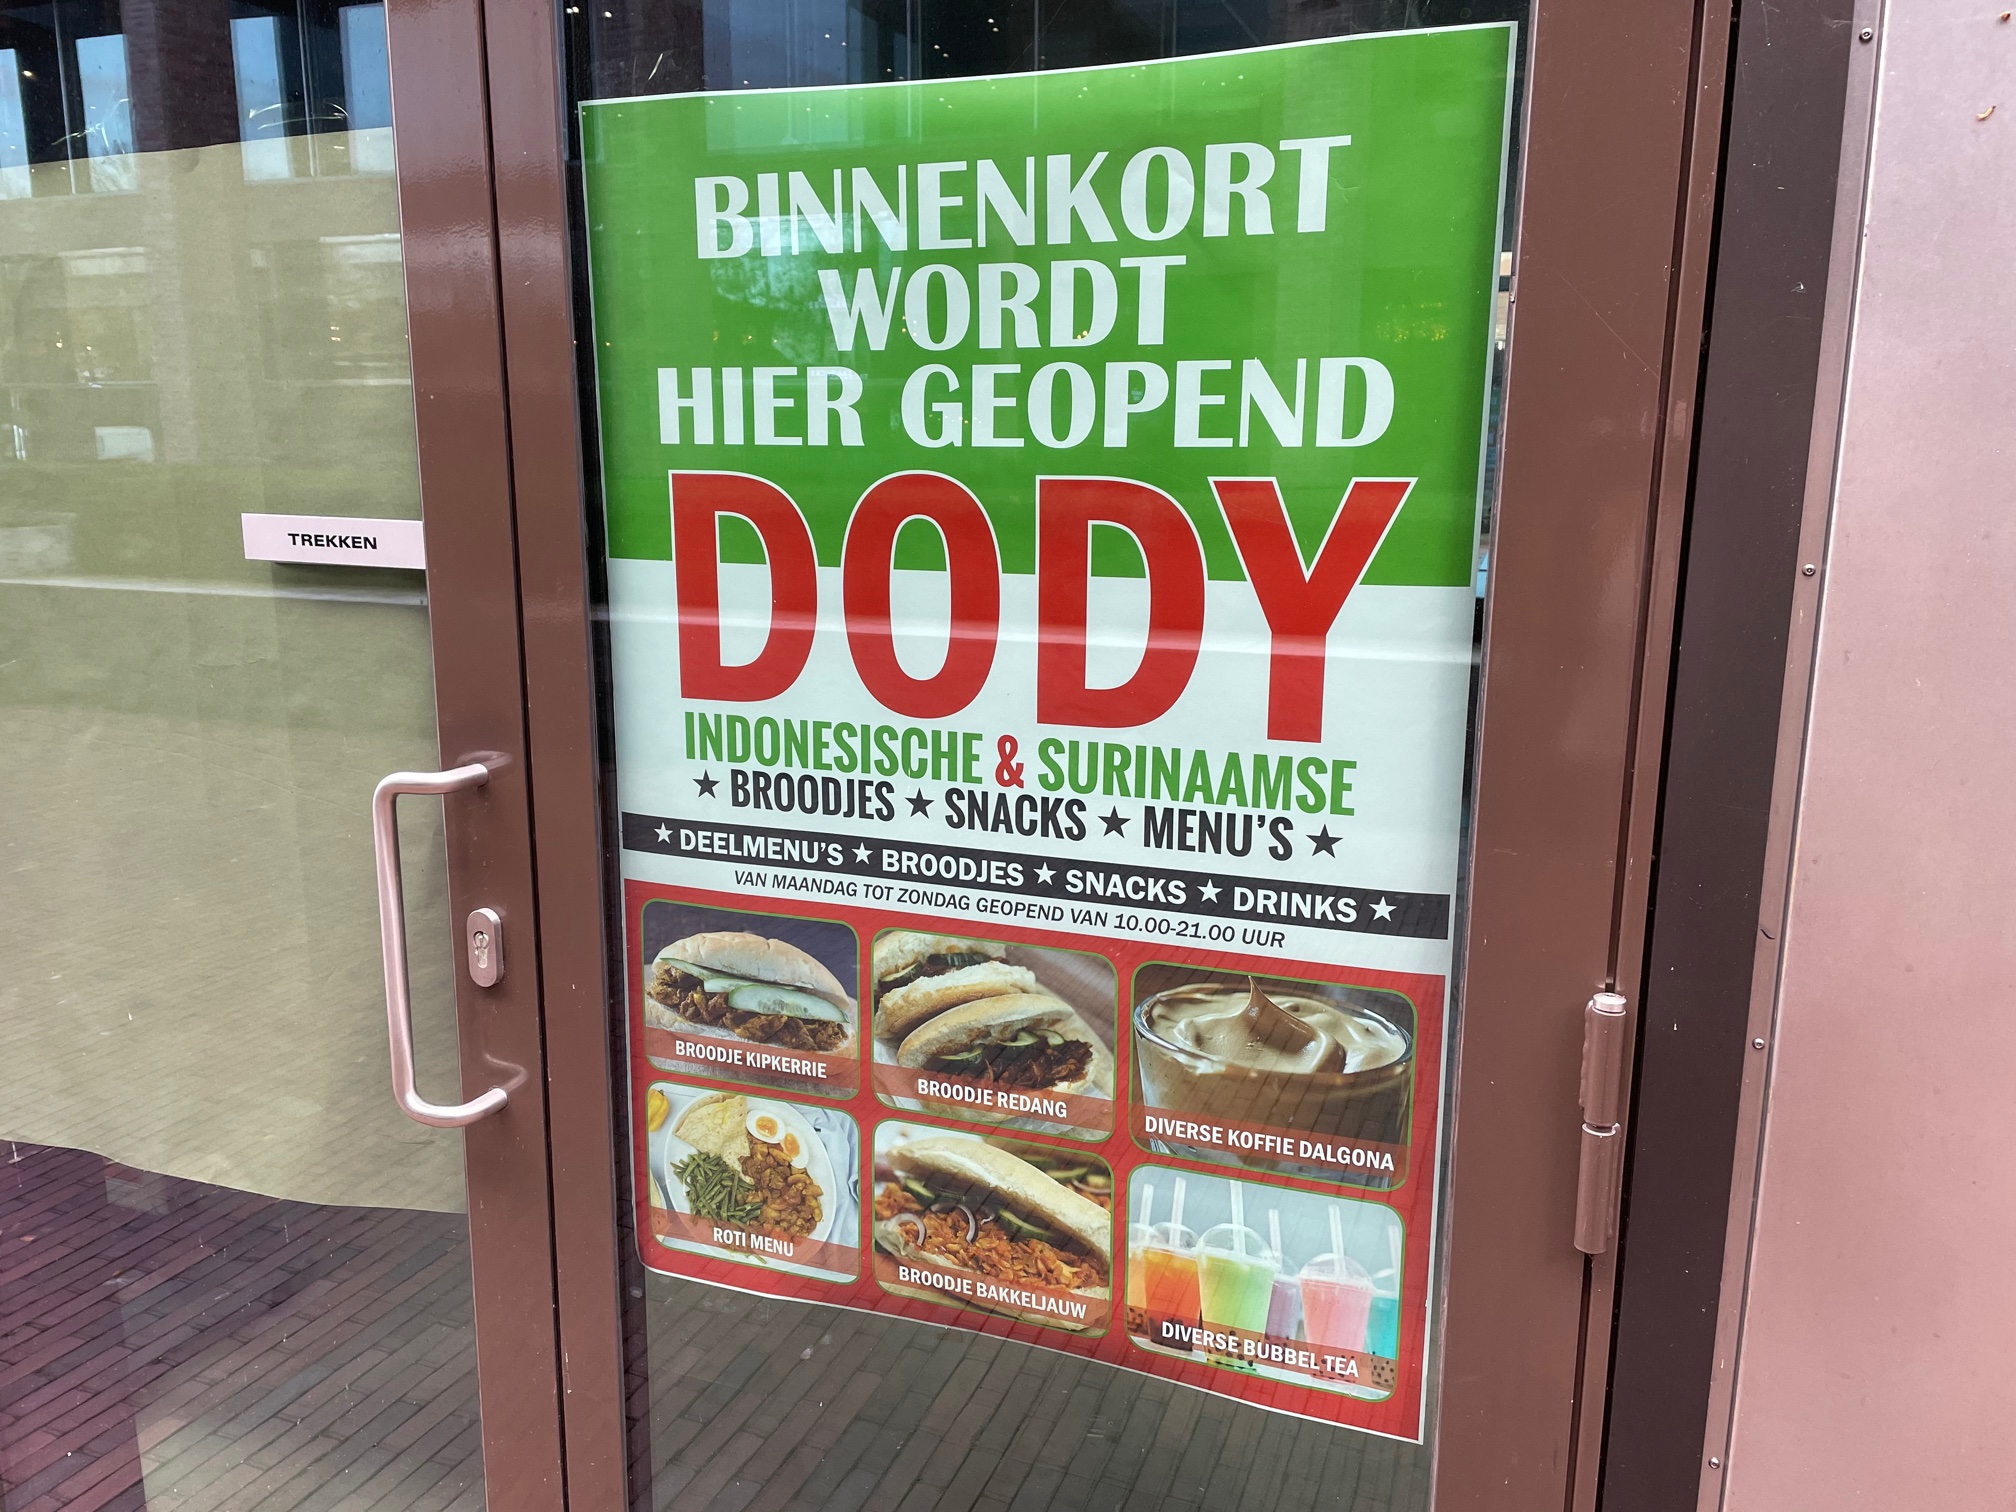 BINNENKORT
WORDT
HIER GEOPEND
DODY
INDONESISCHE & SURINAAMSE
★ BROODJES ★ SNACKS ★ MENU'S ★
★ DEELMENU'S ★ BROODJES ★ SNACKS ★ DRINKS ★
VAN MAANDAG TOT ZONDAG GEOPEND VAN 10.00-21.00 UUR
BROODJE KIPKERRIE
BROODJE REDANG
DIVERSE KOFFIE DALGONA
ROTI MENU
BROODJE BAKKELJAUW
DIVERSE BUBBEL TEA
TREKKEN